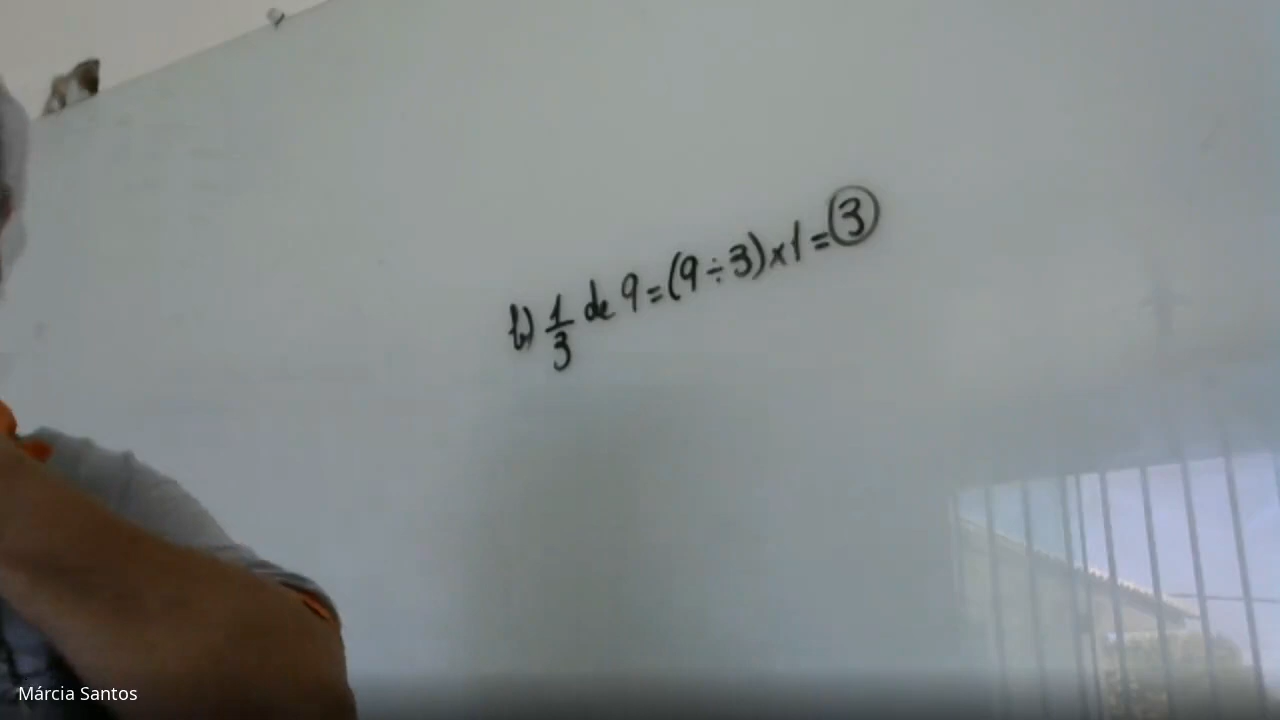 b) 1/3 de 9 = (9 ÷ 3) x 1 = 3
Márcia Santos